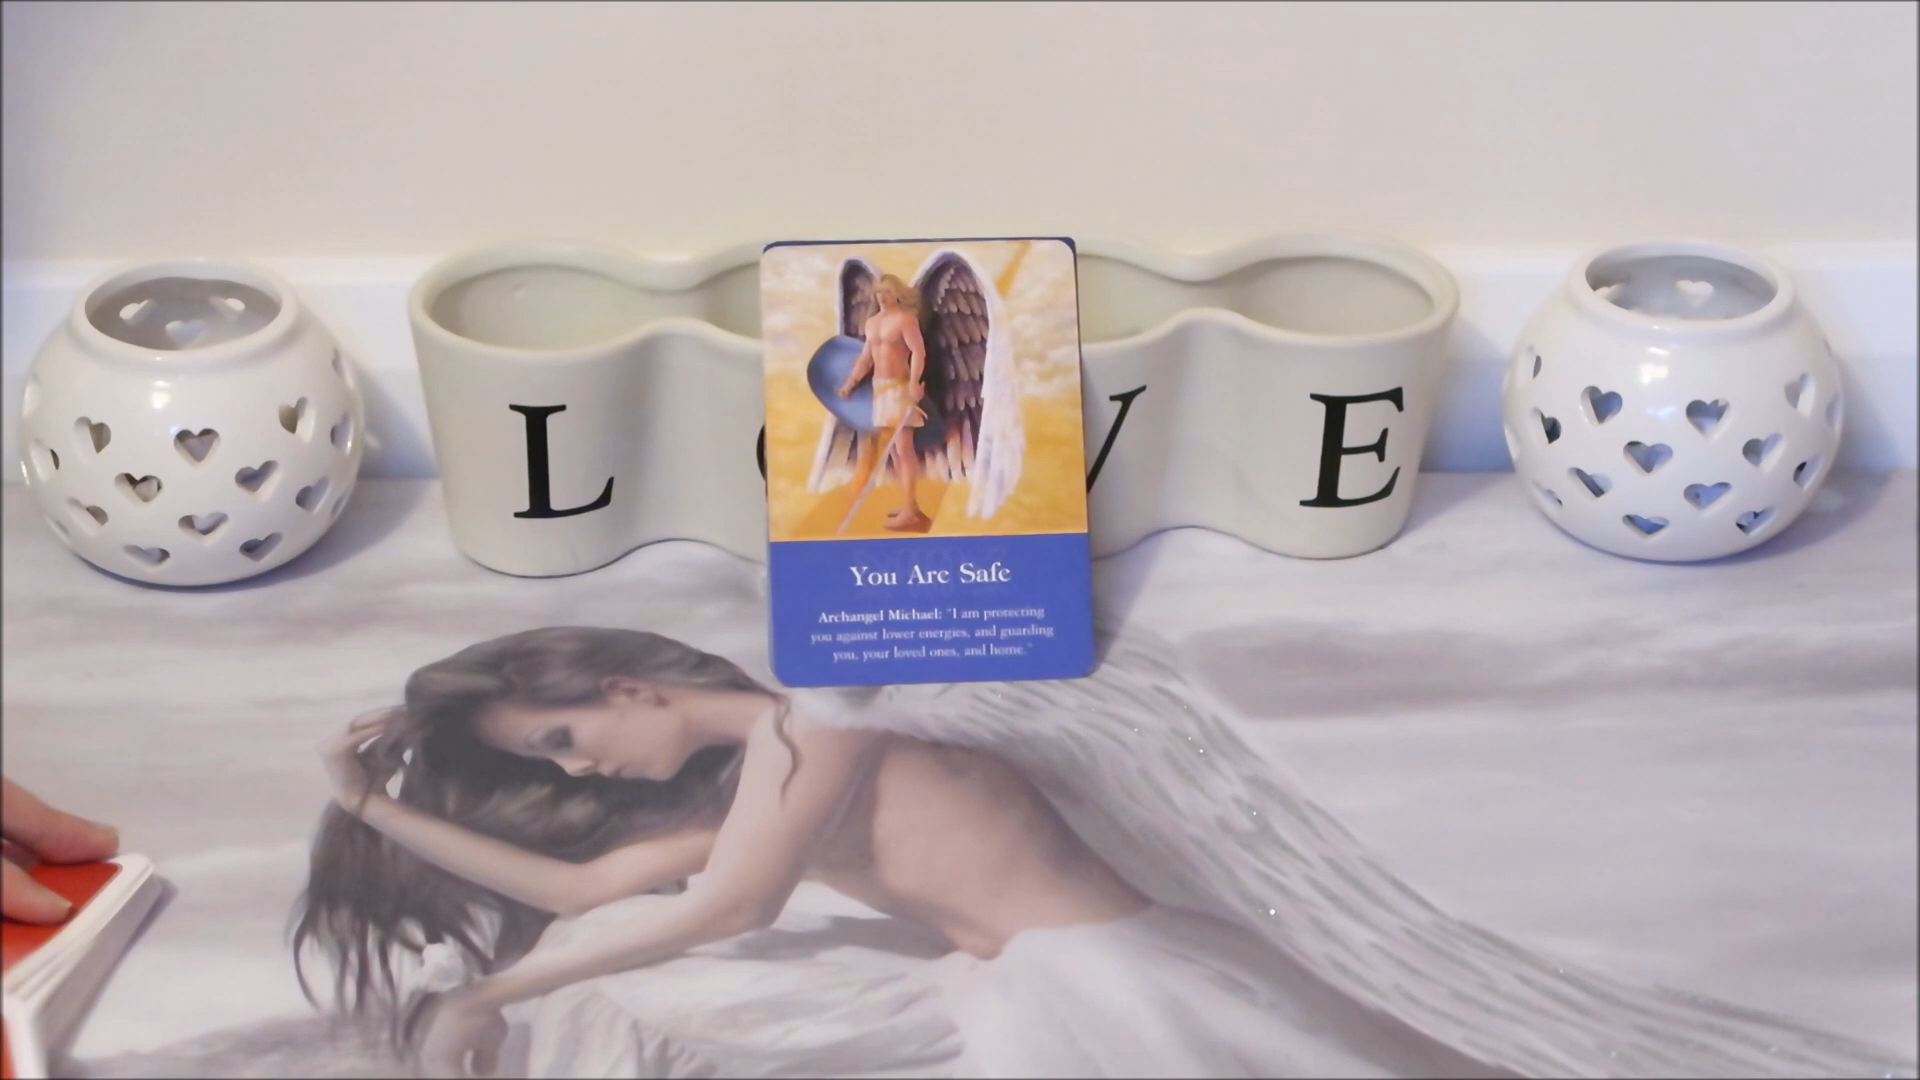 L V E
You Are Safe
Archangel Michael: "I am protecting
you against lower energies, and guarding
you, your loved ones, and home."